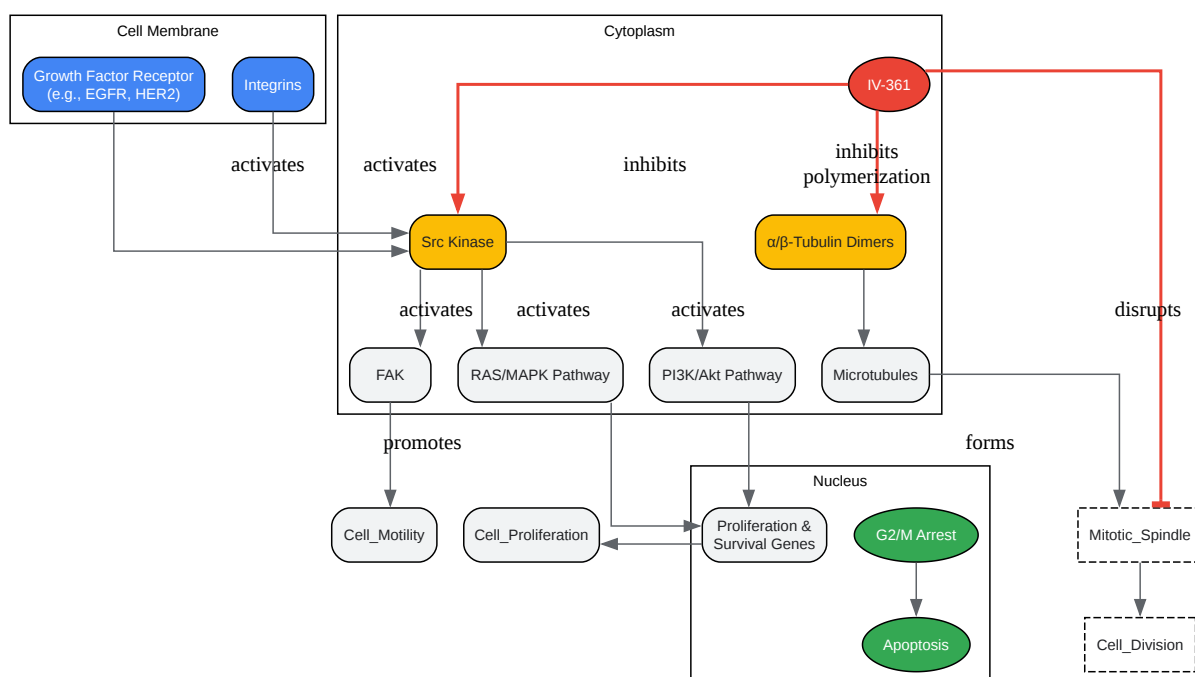 Cell Membrane
Cytoplasm
Growth Factor Receptor
(e.g., EGFR, HER2)
Integrins
IV-361
activates
activates
inhibits
inhibits
polymerization
Src Kinase
α/β-Tubulin Dimers
activates
activates
activates
disrupts
FAK
RAS/MAPK Pathway
PI3K/Akt Pathway
Microtubules
promotes
forms
Nucleus
Cell_Motility
Cell_Proliferation
Proliferation &
Survival Genes
G2/M Arrest
Mitotic_Spindle
Apoptosis
Cell_Division